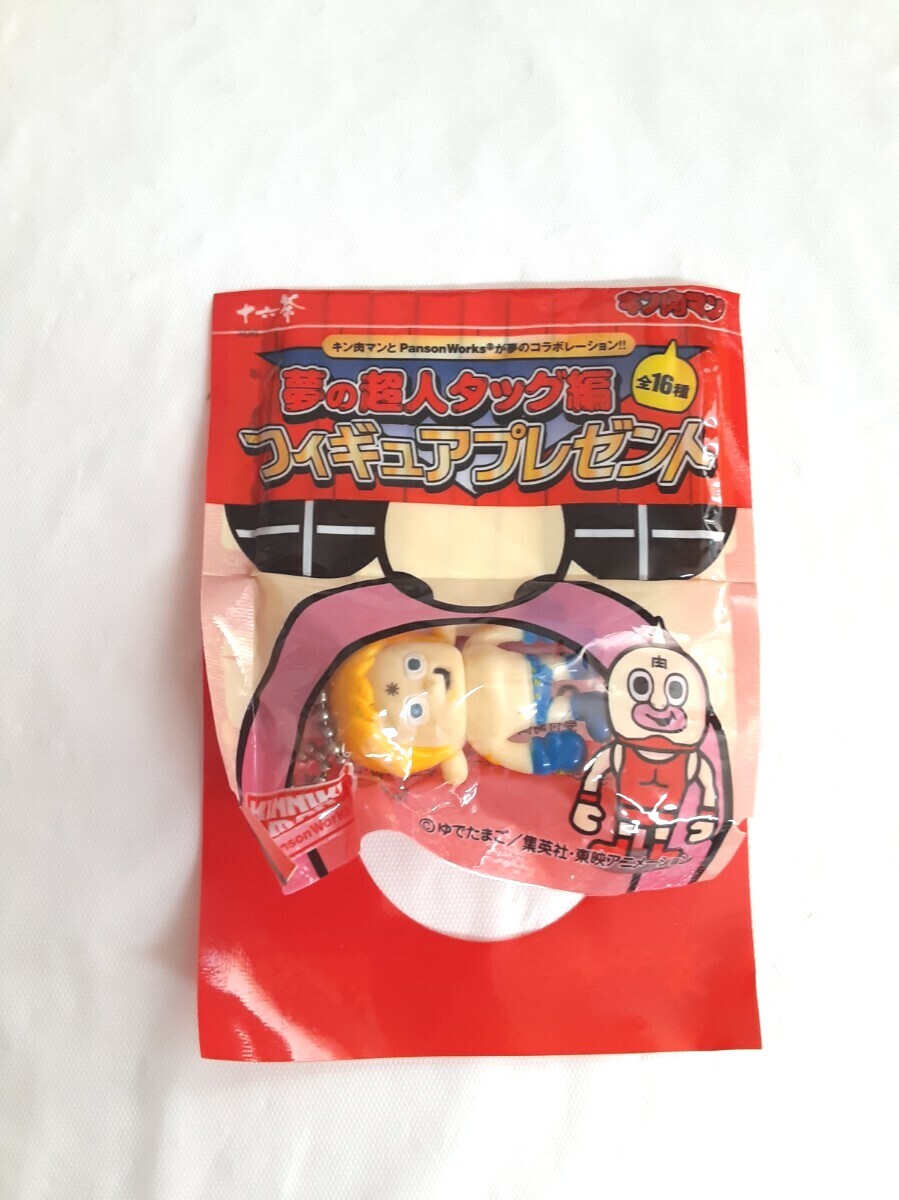 十六茶
キン肉マン
キン肉マンとPansonWorks®が夢のコラボレーション!!
夢の超人タッグ編
全16種
フィギュアプレゼント
肉
KINNIK
PansonWorks
©ゆでたまご/集英社・東映アニメーション